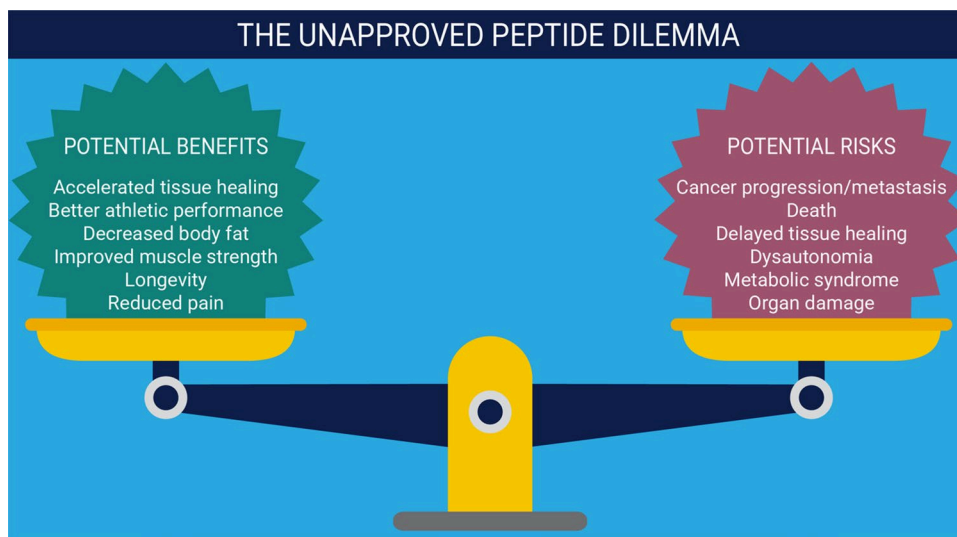 THE UNAPPROVED PEPTIDE DILEMMA
POTENTIAL BENEFITS
Accelerated tissue healing
Better athletic performance
Decreased body fat
Improved muscle strength
Longevity
Reduced pain
POTENTIAL RISKS
Cancer progression/metastasis
Death
Delayed tissue healing
Dysautonomia
Metabolic syndrome
Organ damage